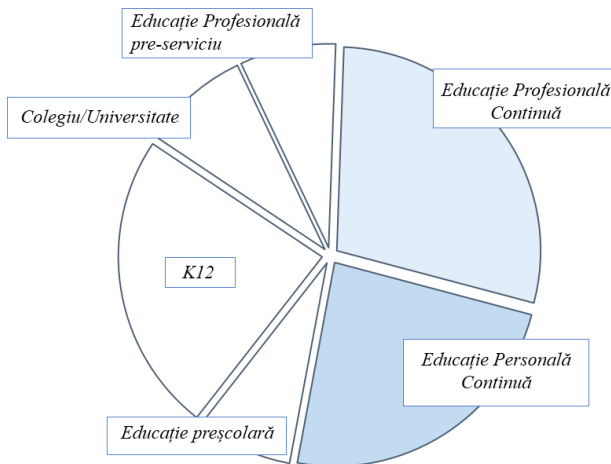 Educație Profesională
pre-serviciu
Educație Profesională
Continuă
Colegiu/Universitate
K12
Educație Personală
Continuă
Educație preșcolară